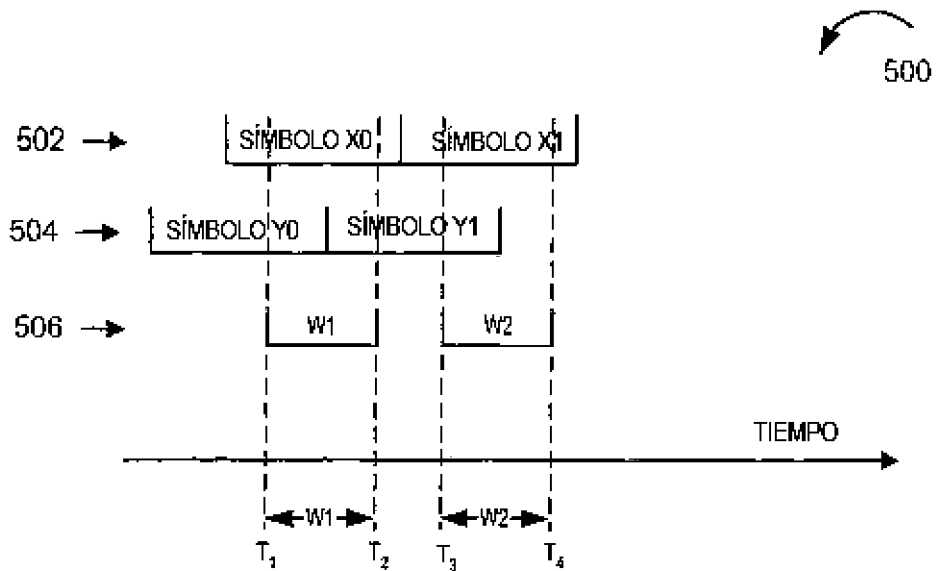 500
502 SÍMBOLO X0 SÍMBOLO X1
504 SÍMBOLO Y0 SÍMBOLO Y1
506 W1 W2
TIEMPO
W1 W2
T1 T2 T3 T4